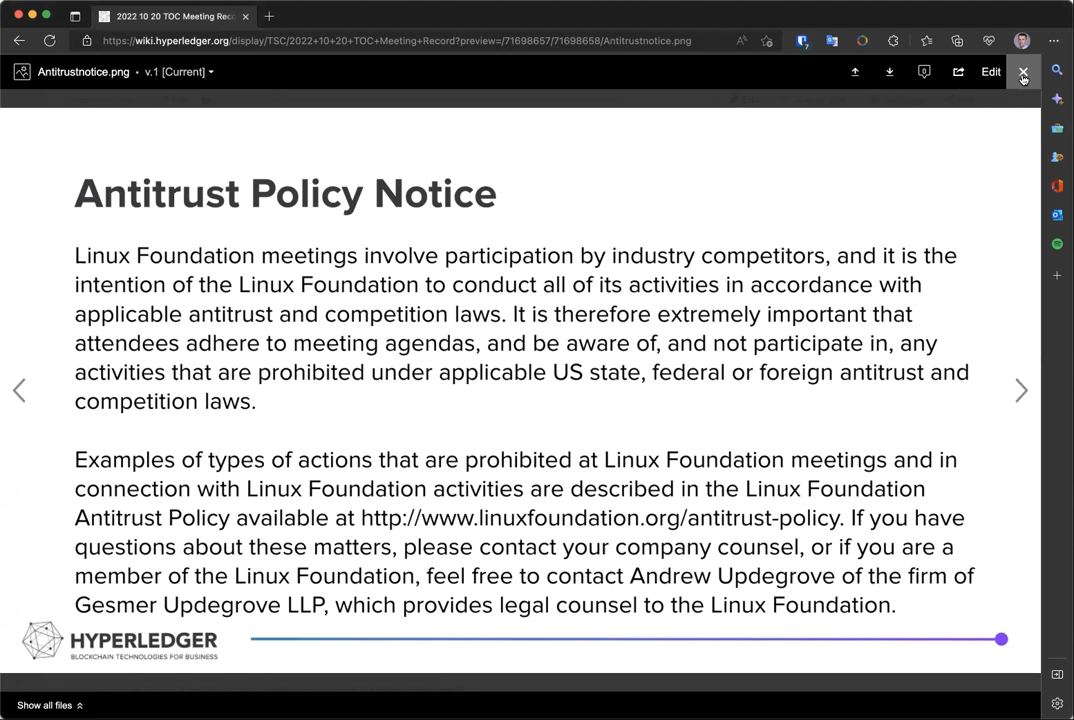 2022 10 20 TOC Meeting Rec
https://wiki.hyperledger.org/display/TSC/2022+10+20+TOC+Meeting+Record?preview=/71698657/71698658/Antitrustnotice.png
Antitrustnotice.png • v.1 [Current]
0
Edit
Antitrust Policy Notice
Linux Foundation meetings involve participation by industry competitors, and it is the
intention of the Linux Foundation to conduct all of its activities in accordance with
applicable antitrust and competition laws. It is therefore extremely important that
attendees adhere to meeting agendas, and be aware of, and not participate in, any
activities that are prohibited under applicable US state, federal or foreign antitrust and
competition laws.
Examples of types of actions that are prohibited at Linux Foundation meetings and in
connection with Linux Foundation activities are described in the Linux Foundation
Antitrust Policy available at http://www.linuxfoundation.org/antitrust-policy. If you have
questions about these matters, please contact your company counsel, or if you are a
member of the Linux Foundation, feel free to contact Andrew Updegrove of the firm of
Gesmer Updegrove LLP, which provides legal counsel to the Linux Foundation.
HYPERLEDGER
BLOCKCHAIN TECHNOLOGIES FOR BUSINESS
Show all files